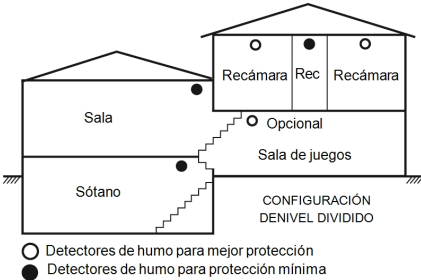 Recámara Rec Recámara
Sala
Opcional
Sala de juegos
Sótano
CONFIGURACIÓN
DENIVEL DIVIDIDO
Detectores de humo para mejor protección
Detectores de humo para protección mínima